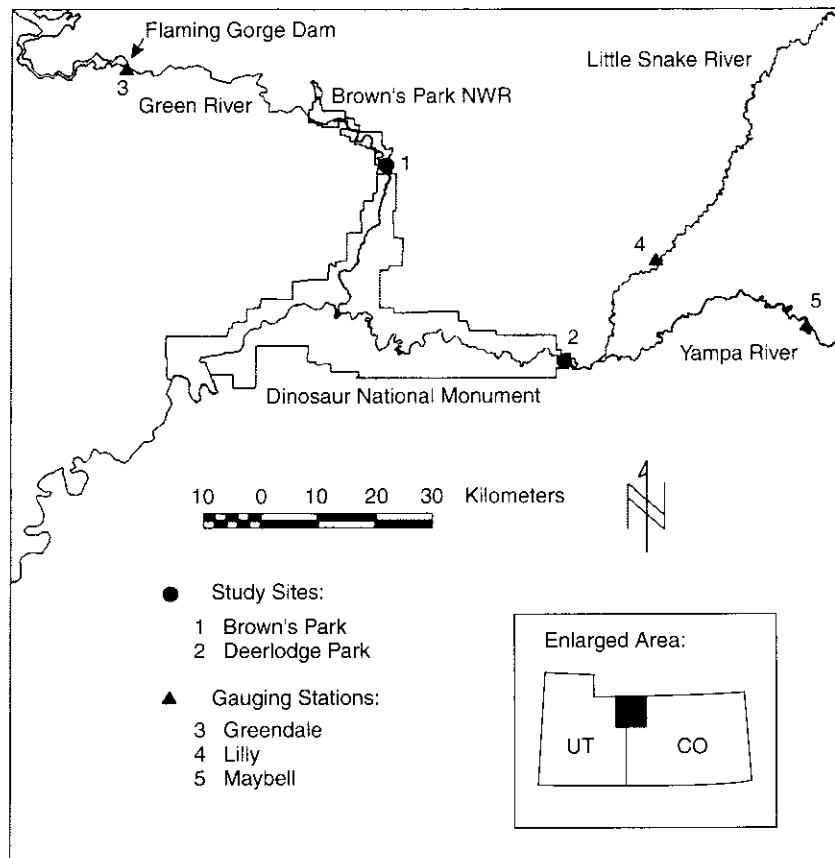 Flaming Gorge Dam
3
Green River
Brown's Park NWR
Little Snake River
1
4
5
2
Yampa River
Dinosaur National Monument
10 0 10 20 30 Kilometers
N
Study Sites:
1 Brown's Park
2 Deerlodge Park
Gauging Stations:
3 Greendale
4 Lilly
5 Maybell
Enlarged Area:
UT
CO